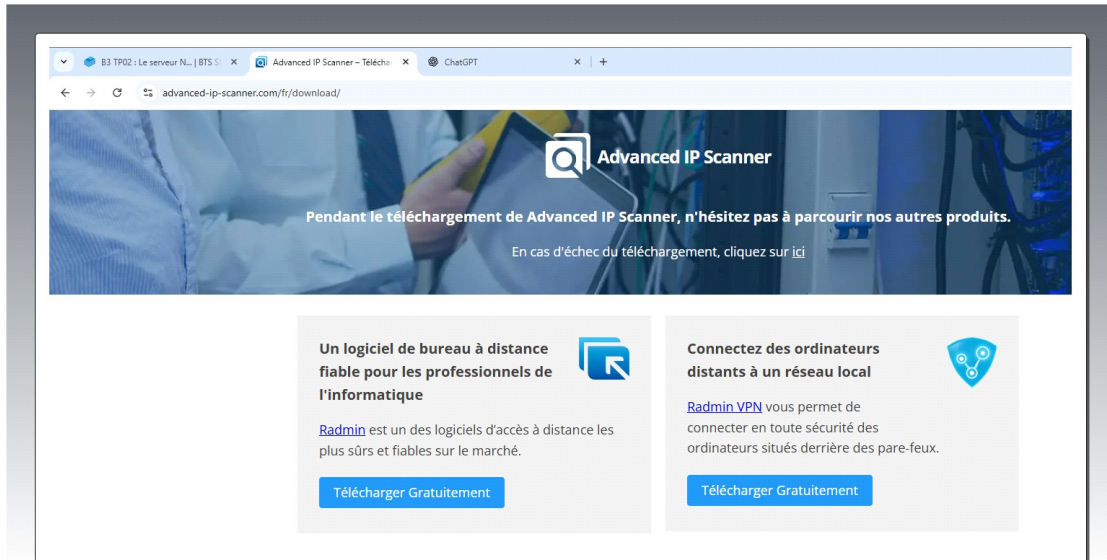 B3 TP02 : Le serveur N... | BTS S
Advanced IP Scanner – Télécha
ChatGPT
advanced-ip-scanner.com/fr/download/
Advanced IP Scanner
Pendant le téléchargement de Advanced IP Scanner, n'hésitez pas à parcourir nos autres produits.
En cas d'échec du téléchargement, cliquez sur ici
Un logiciel de bureau à distance
fiable pour les professionnels de
l'informatique
Radmin est un des logiciels d'accès à distance les
plus sûrs et fiables sur le marché.
Télécharger Gratuitement
Connectez des ordinateurs
distants à un réseau local
Radmin VPN vous permet de
connecter en toute sécurité des
ordinateurs situés derrière des pare-feux.
Télécharger Gratuitement